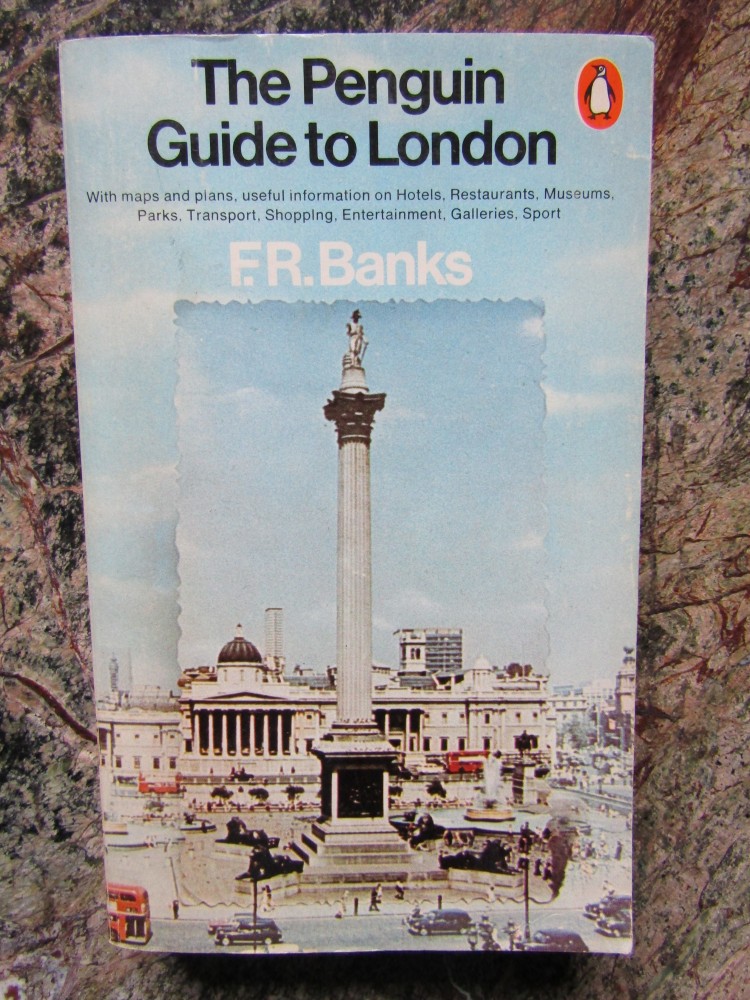 The Penguin
Guide to London
With maps and plans, useful information on Hotels, Restaurants, Museums,
Parks, Transport, Shopping, Entertainment, Galleries, Sport
F.R. Banks